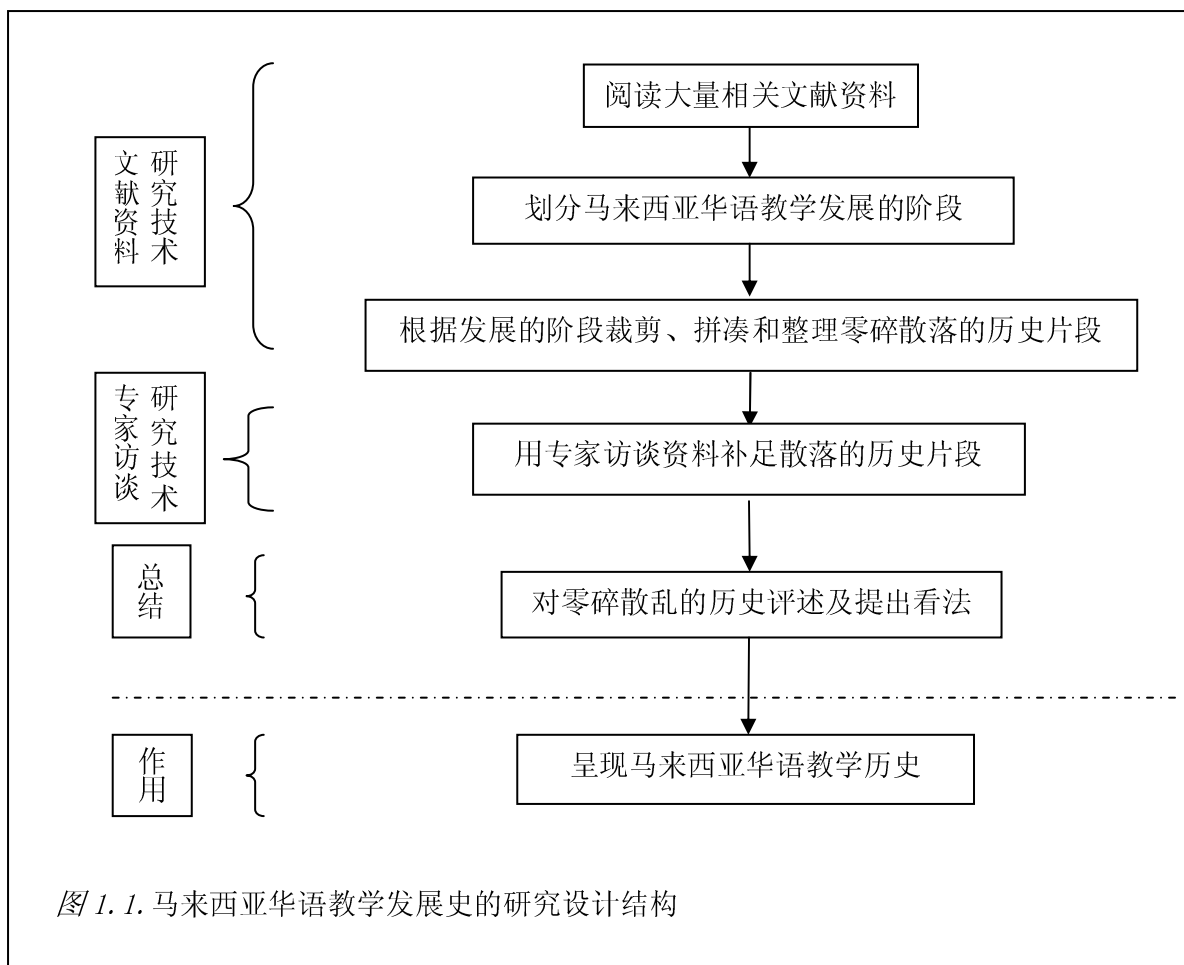 阅读大量相关文献资料
划分马来西亚华语教学发展的阶段
研究技术
文献资料
根据发展的阶段裁剪、拼凑和整理零碎散落的历史片段
研究技术
专家访谈
用专家访谈资料补足散落的历史片段
总结
对零碎散乱的历史评述及提出看法
作用
呈现马来西亚华语教学历史
图 1.1.马来西亚华语教学发展史的研究设计结构